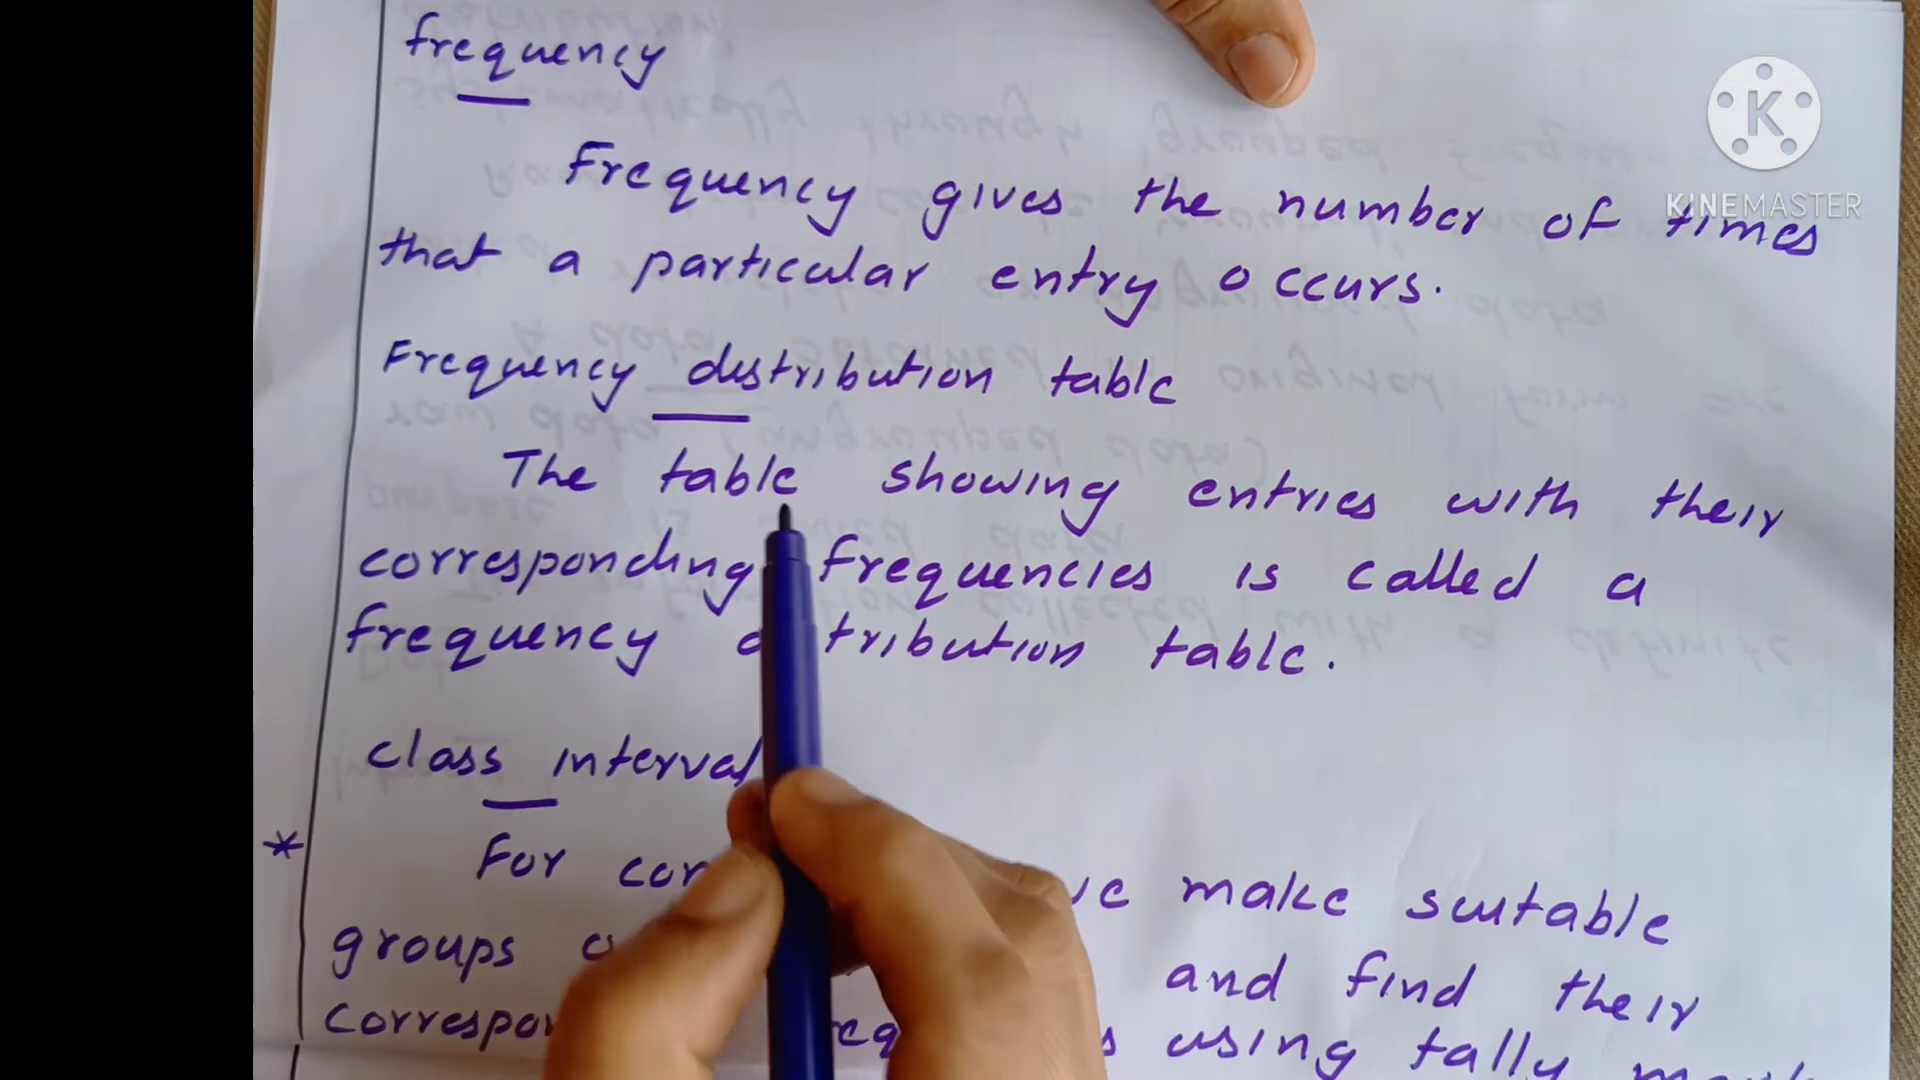 frequency
Frequency gives the number of times
that a particular entry occurs.
Frequency distribution table
The table showing entries with their
corresponding frequencies is called a
frequency tribution table.
class interval
* For make suitable
groups and find their
using tally
K
KINEMASTER